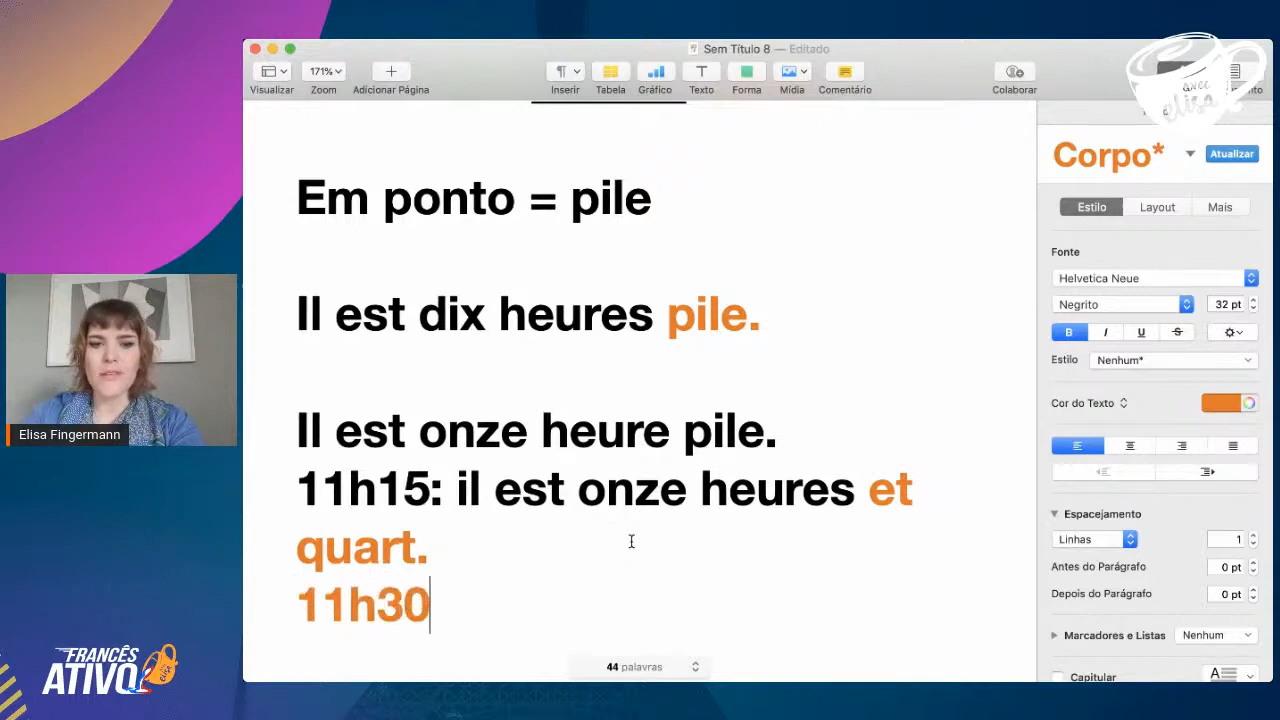 Sem Título 8 — Editado
171%
Visualizar
Zoom
Adicionar Página
Inserir
Tabela
Gráfico
Texto
Forma
Mídia
Comentário
Colaborar
avec
elisa
Em ponto = pile
Il est dix heures pile.
Il est onze heure pile.
11h15: il est onze heures et
quart.
11h30
44 palavras
Corpo*
Atualizar
Estilo
Layout
Mais
Fonte
Helvetica Neue
Negrito
32 pt
B I U S
Estilo
Nenhum*
Cor do Texto
Espacejamento
Linhas
1
Antes do Parágrafo
0 pt
Depois do Parágrafo
0 pt
Marcadores e Listas
Nenhum
Capitular
A
Elisa Fingermann
FRANCÊS
ATIVO